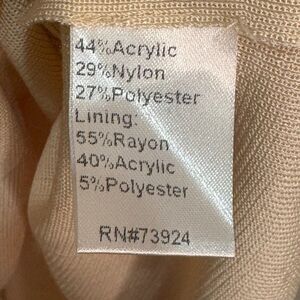 44%Acrylic
29%Nylon
27%Polyester
Lining:
55%Rayon
40%Acrylic
5%Polyester
RN#73924